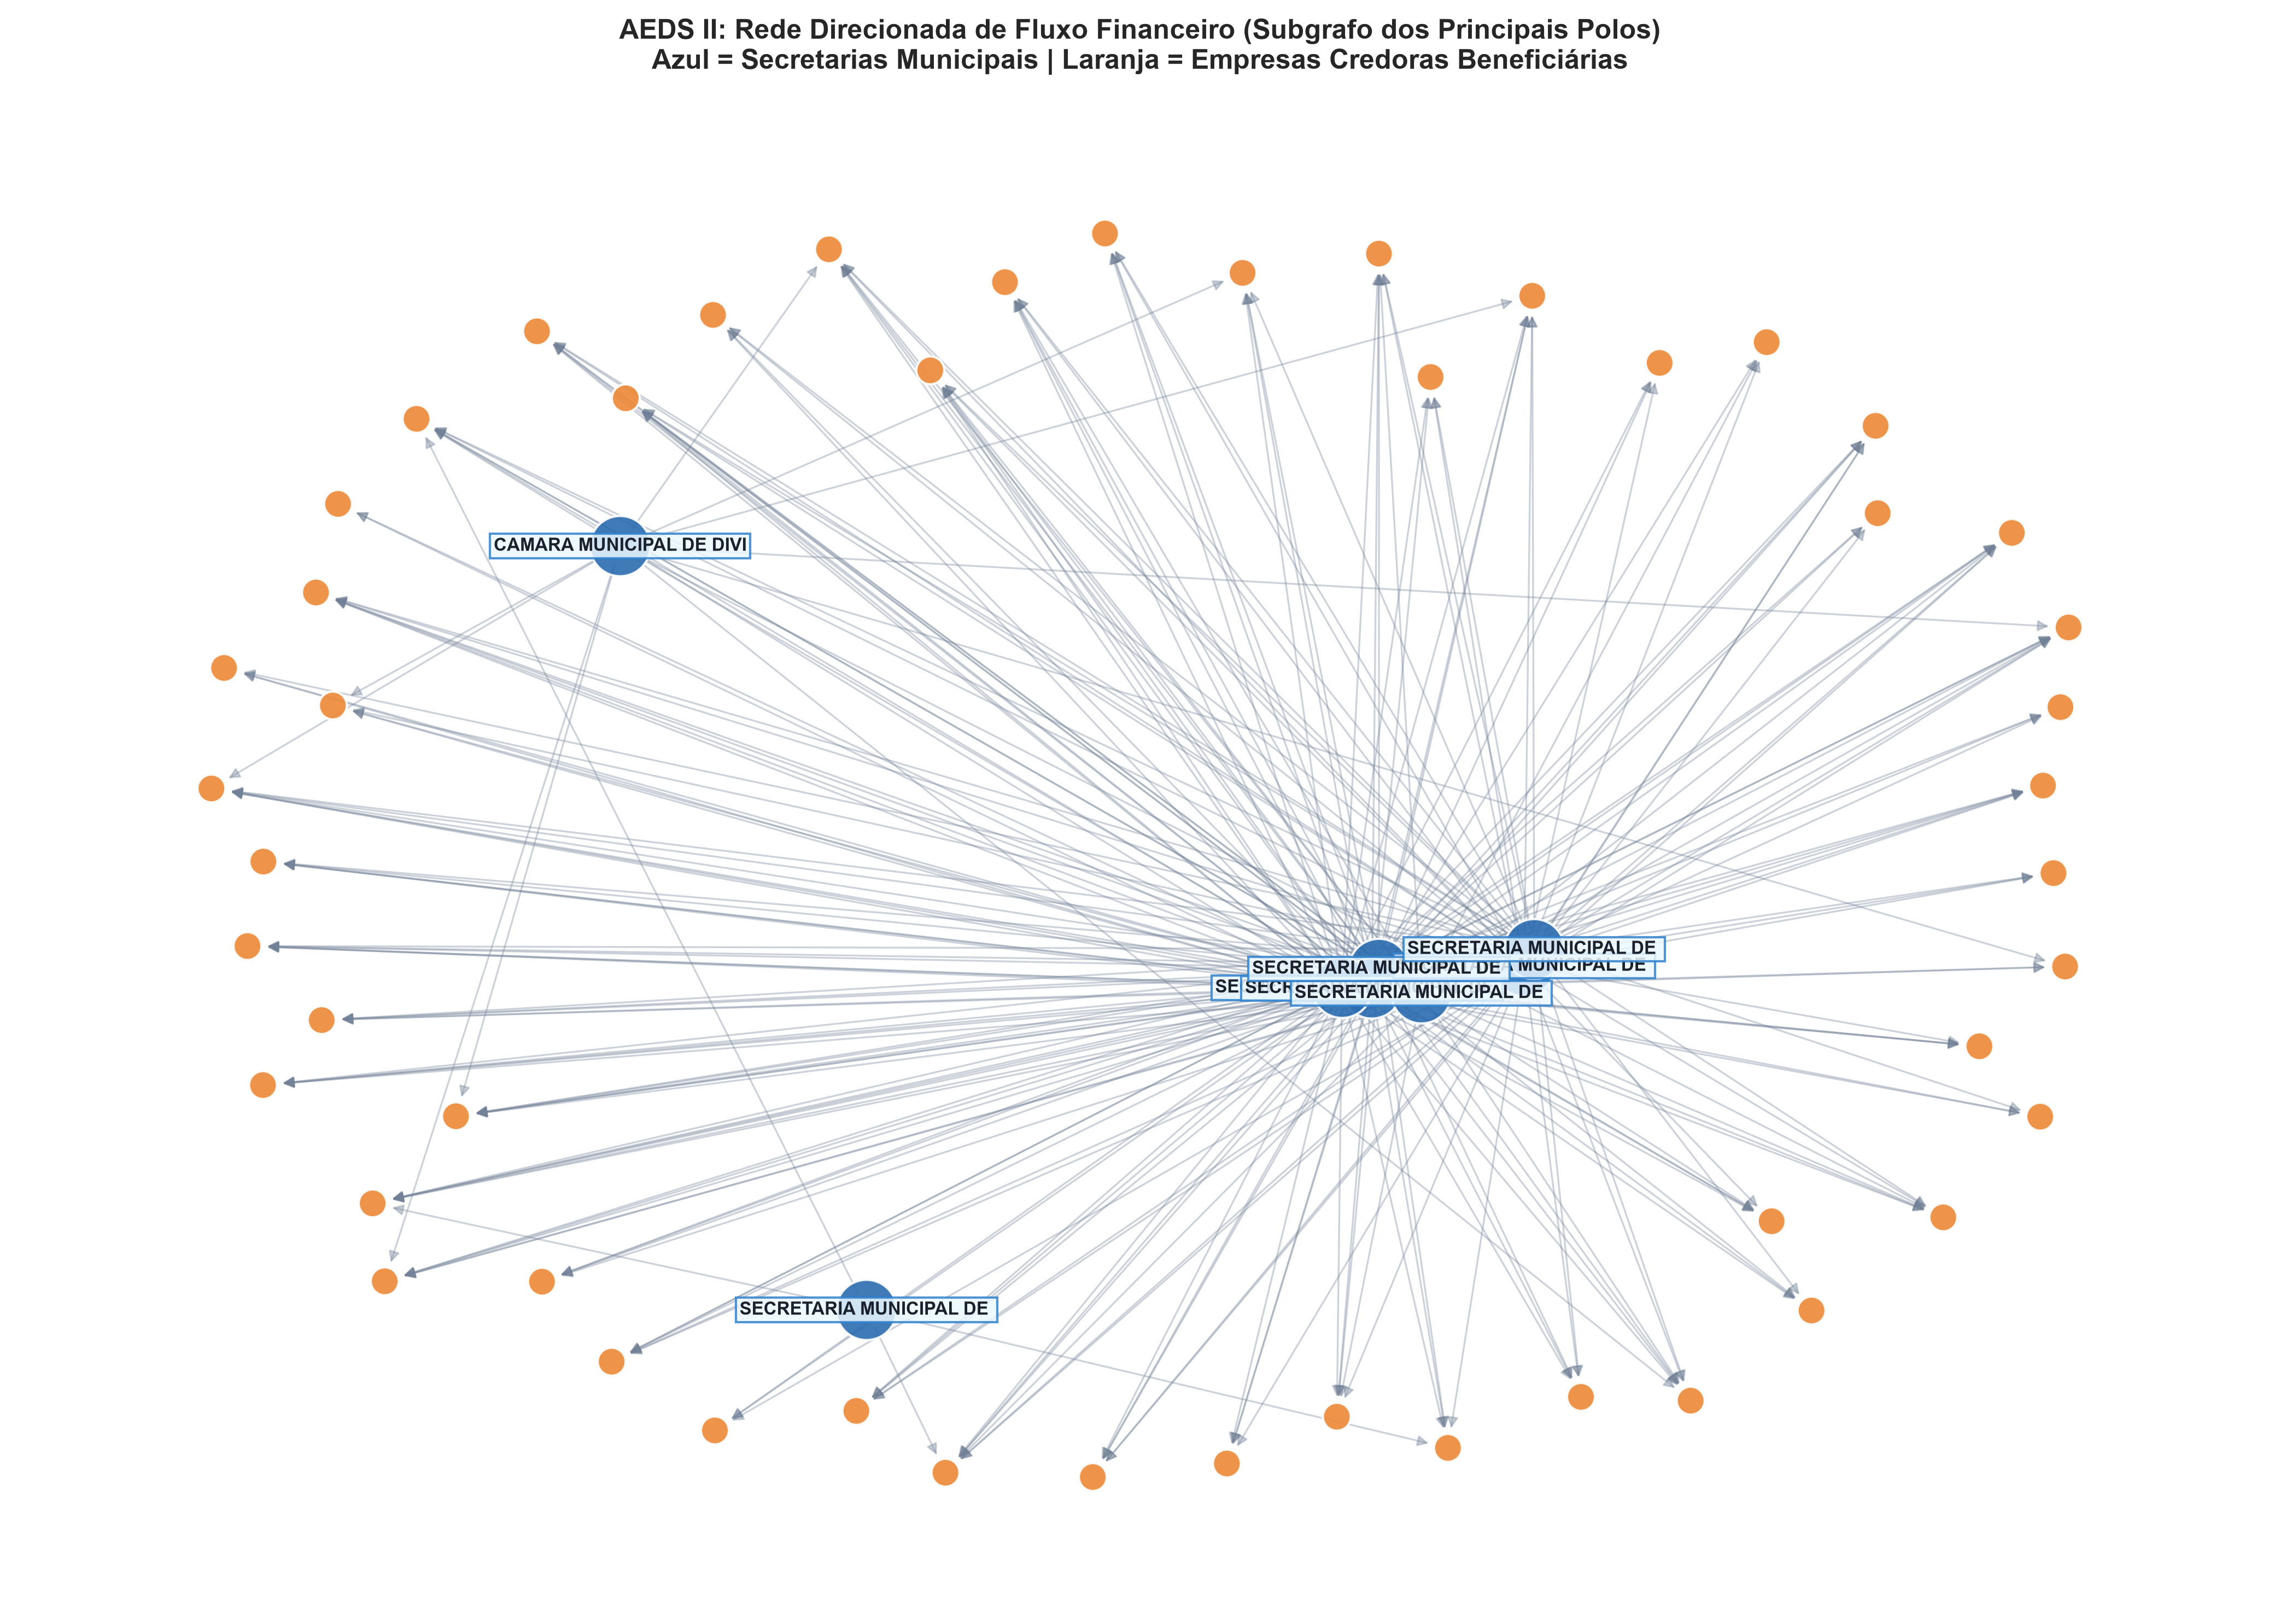 AEDS II: Rede Direcionada de Fluxo Financeiro (Subgrafo dos Principais Polos)
Azul = Secretarias Municipais | Laranja = Empresas Credoras Beneficiárias
CAMARA MUNICIPAL DE DIVI
SECRETARIA MUNICIPAL DE
SECRETARIA MUNICIPAL DE
MUNICIPAL DE
SECRETARIA MUNICIPAL DE
SECRETARIA MUNICIPAL DE